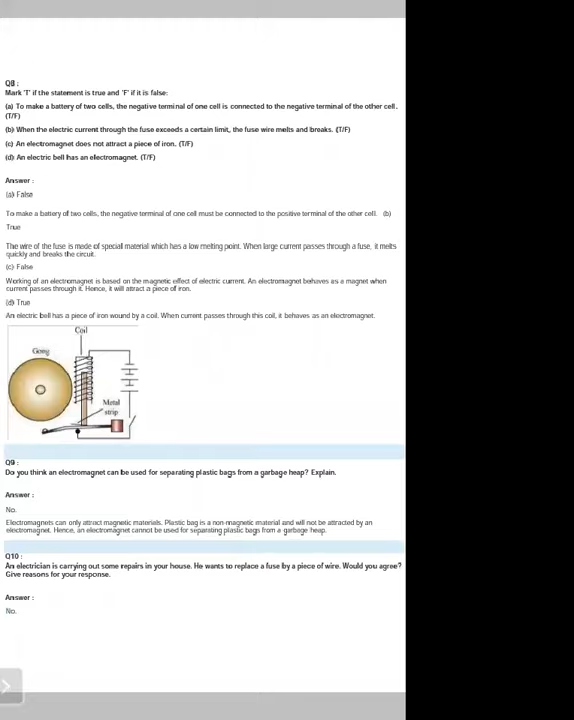 Q8 :
Mark 'T' if the statement is true and 'F' if it is false:
(a) To make a battery of two cells, the negative terminal of one cell is connected to the negative terminal of the other cell.
(T/F)
(b) When the electric current through the fuse exceeds a certain limit, the fuse wire melts and breaks. (T/F)
(c) An electromagnet does not attract a piece of iron. (T/F)
(d) An electric bell has an electromagnet. (T/F)
Answer :
(a) False
To make a battery of two cells, the negative terminal of one cell must be connected to the positive terminal of the other cell. (b)
True
The wire of the fuse is made of special material which has a low melting point. When large current passes through a fuse, it melts
quickly and breaks the circuit.
(c) False
Working of an electromagnet is based on the magnetic effect of electric current. An electromagnet behaves as a magnet when
current passes through it. Hence, it will attract a piece of iron.
(d) True
An electric bell has a piece of iron wound by a coil. When current passes through this coil, it behaves as an electromagnet.
Coil
Gong
Metal
strip
Q9 :
Do you think an electromagnet can be used for separating plastic bags from a garbage heap? Explain.
Answer :
No.
Electromagnets can only attract magnetic materials. Plastic bag is a non-magnetic material and will not be attracted by an
electromagnet. Hence, an electromagnet cannot be used for separating plastic bags from a garbage heap.
Q10 :
An electrician is carrying out some repairs in your house. He wants to replace a fuse by a piece of wire. Would you agree?
Give reasons for your response.
Answer :
No.